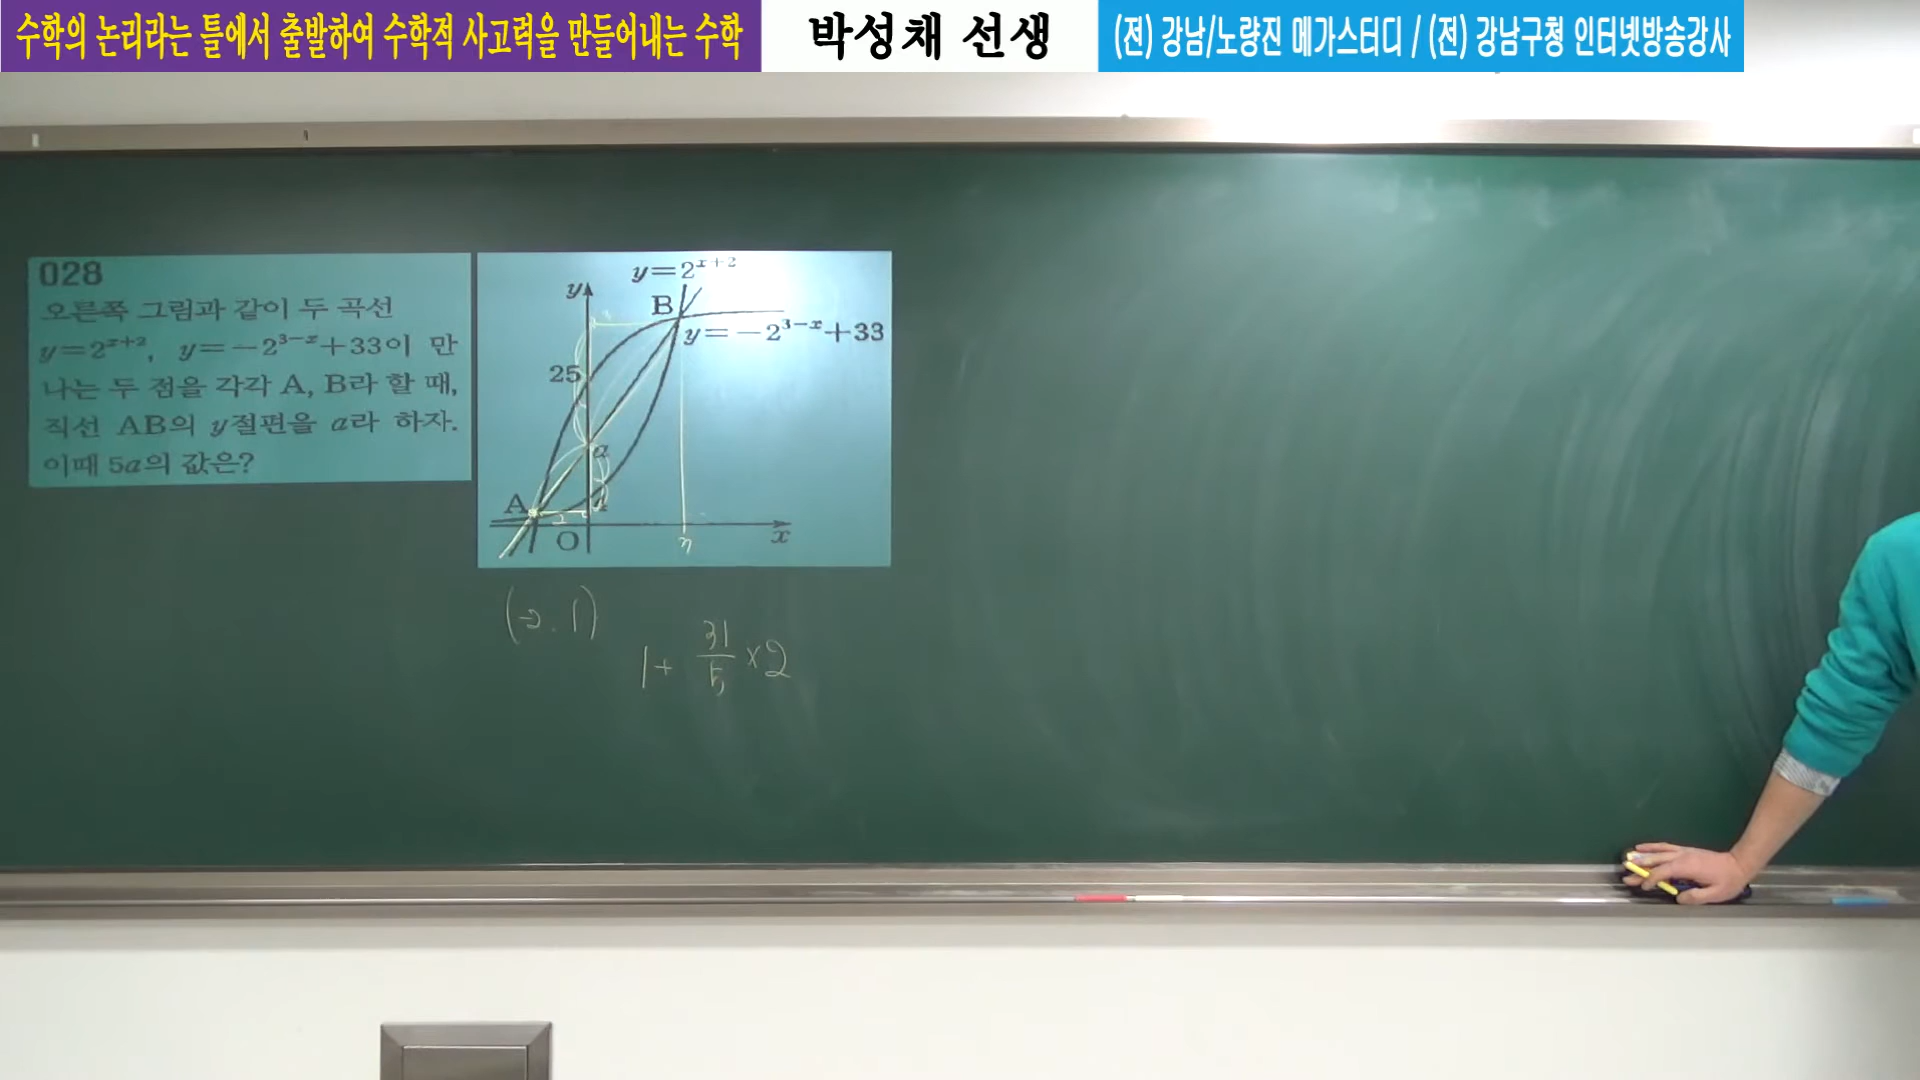 수학의 논리라는 틀에서 출발하여 수학적 사고력을 만들어내는 수학
박성채 선생
(전) 강남/노량진 메가스터디 / (전) 강남구청 인터넷방송강사
028
오른쪽 그림과 같이 두 곡선
y=2^{x+2}, y=-2^{3-x}+33이 만
나는 두 점을 각각 A, B라 할 때,
직선 AB의 y절편을 a라 하자.
이때 5a의 값은?
y=2^{x+2}
y
B
y=-2^{3-x}+33
25
a
A
2
O
x
(-2. 1)
1+ 31/5 ×2